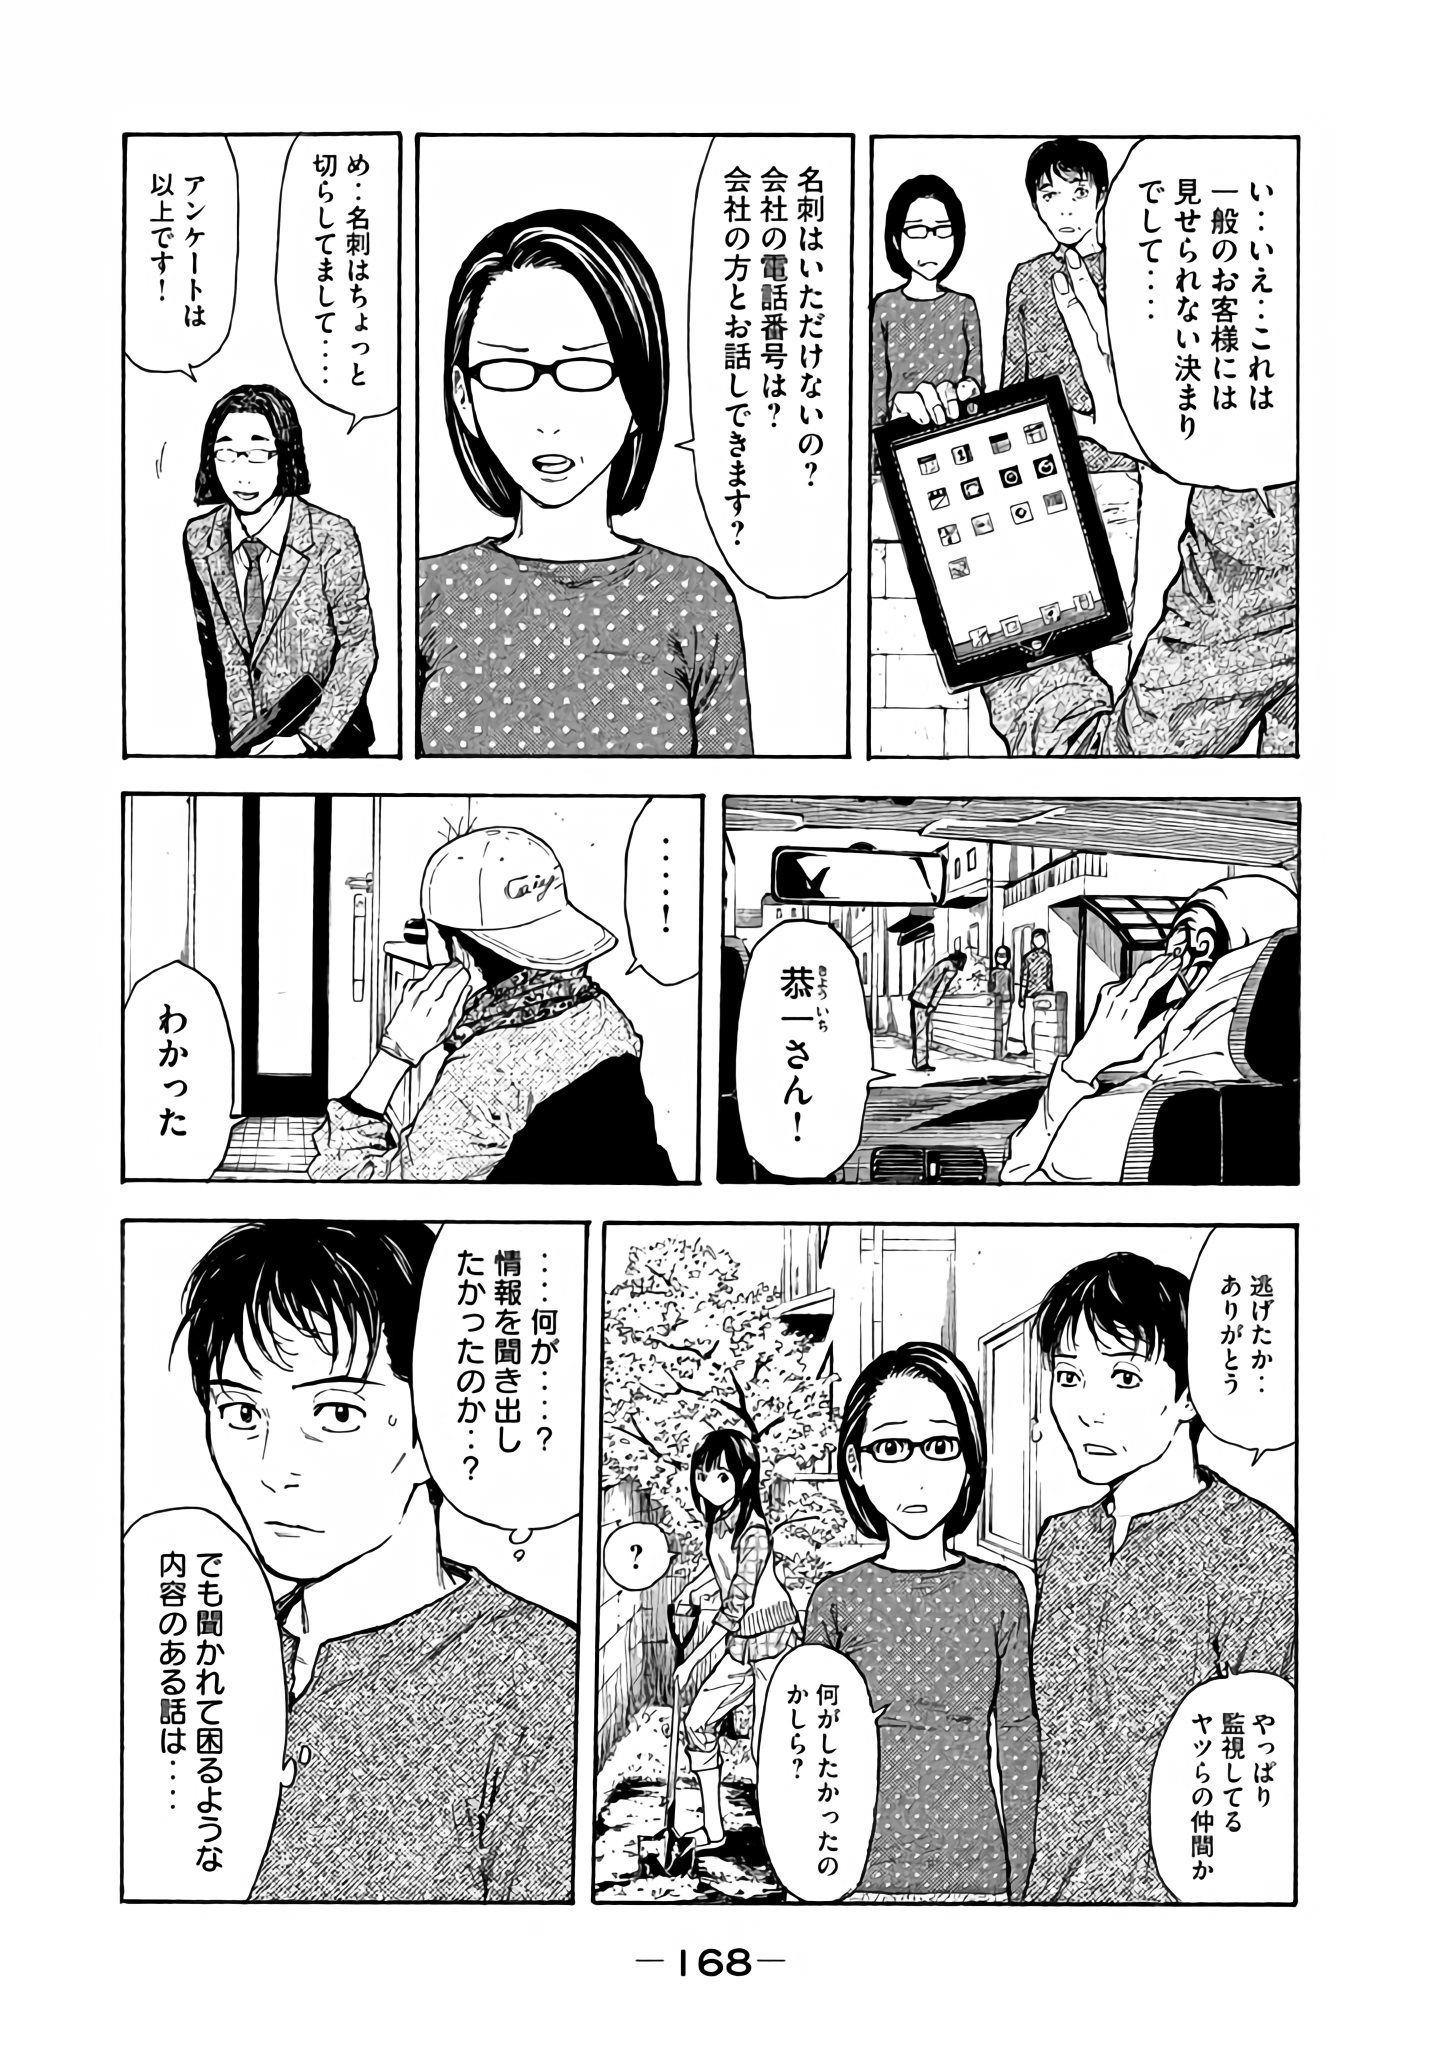 い‥いえ‥これは
一般のお客様には
見せられない決まり
でして‥‥
名刺はいただけないの？
会社の電話番号は？
会社の方とお話しできます？
め‥名刺はちょっと
切らしてまして‥‥
アンケートは
以上です！
恭一さん！
きょういち
‥‥！
わかった
逃げたか‥
ありがとう
やっぱり
監視してる
ヤツらの仲間か
何がしたかったの
かしら？
？
‥‥何が‥‥？
情報を聞き出し
たかったのか‥？
でも聞かれて困るような
内容のある話は‥‥
－168－